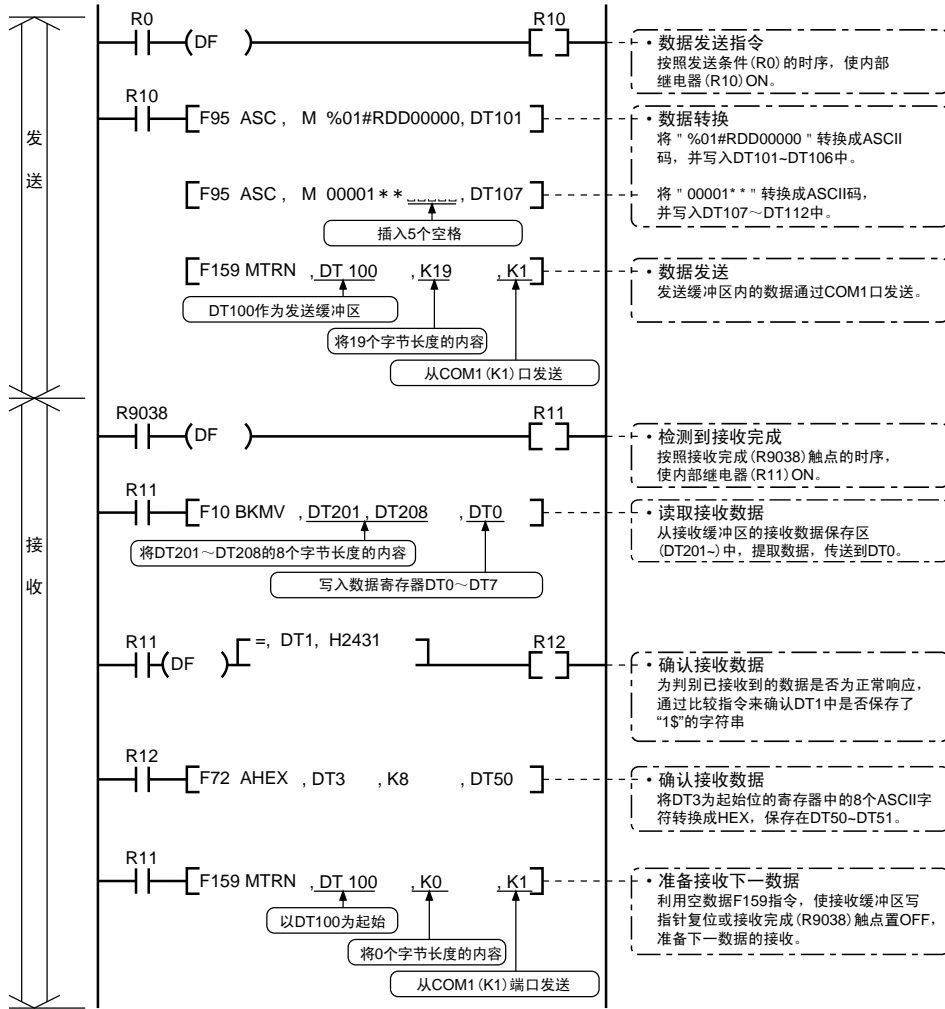 发
送
R0
(DF )
R10
・数据发送指令
按照发送条件(R0)的时序，使内部
继电器(R10)ON。
R10
F95 ASC , M %01#RDD00000, DT101
・数据转换
将 " %01#RDD00000 " 转换成ASCII
码，并写入DT101~DT106中。
F95 ASC , M 00001**␣␣␣␣␣, DT107
将 " 00001* * " 转换成ASCII码，
并写入DT107～DT112中。
插入5个空格
F159 MTRN , DT 100 , K19 , K1
・数据发送
发送缓冲区内的数据通过COM1口发送。
DT100作为发送缓冲区
将19个字节长度的内容
从COM1(K1)口发送
接
收
R9038
(DF )
R11
・检测到接收完成
按照接收完成(R9038)触点的时序，
使内部继电器(R11)ON。
R11
F10 BKMV , DT201 , DT208 , DT0
・读取接收数据
从接收缓冲区的接收数据保存区
(DT201~)中，提取数据，传送到DT0。
将DT201～DT208的8个字节长度的内容
写入数据寄存器DT0～DT7
R11
(DF )
=, DT1, H2431
R12
・确认接收数据
为判别已接收到的数据是否为正常响应，
通过比较指令来确认DT1中是否保存了
“1$”的字符串
R12
F72 AHEX , DT3 , K8 , DT50
・确认接收数据
将DT3为起始位的寄存器中的8个ASCII字
符转换成HEX，保存在DT50~DT51。
R11
F159 MTRN , DT 100 , K0 , K1
・准备接收下一数据
利用空数据F159指令，使接收缓冲区写
指针复位或接收完成(R9038)触点置OFF，
准备下一数据的接收。
以DT100为起始
将0个字节长度的内容
从COM1(K1)端口发送